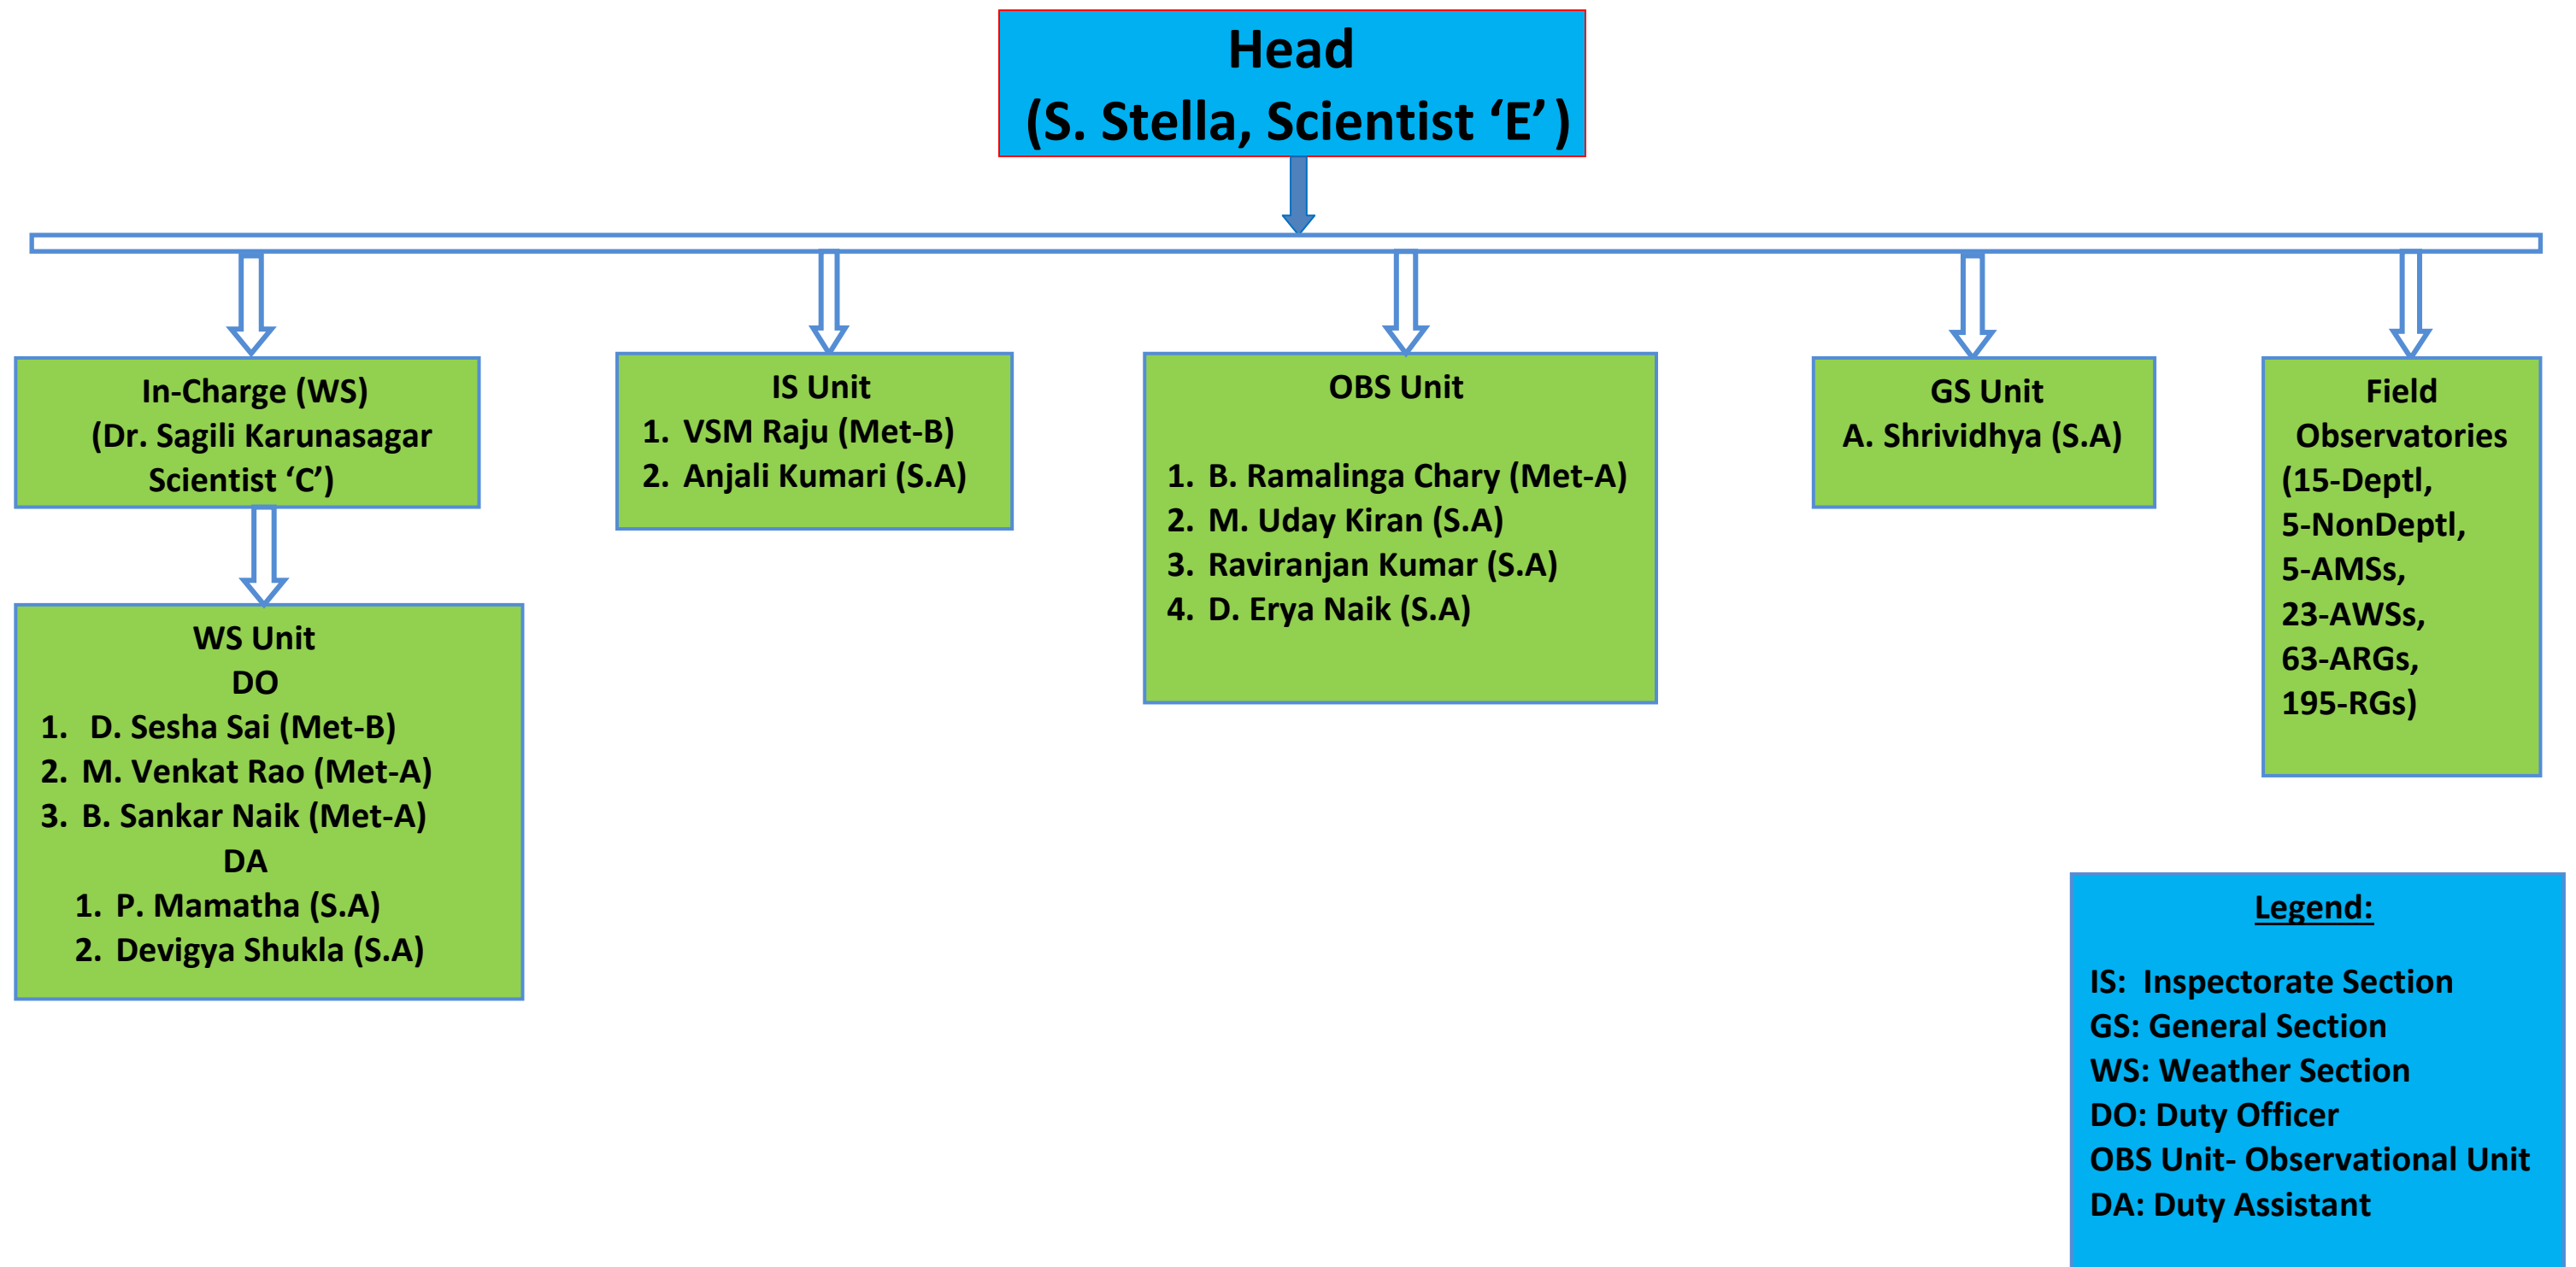 Head
(S. Stella, Scientist ‘E’)
In-Charge (WS)
(Dr. Sagili Karunasagar
Scientist ‘C’)
IS Unit
1. VSM Raju (Met-B)
2. Anjali Kumari (S.A)
OBS Unit
1. B. Ramalinga Chary (Met-A)
2. M. Uday Kiran (S.A)
3. Raviranjan Kumar (S.A)
4. D. Erya Naik (S.A)
GS Unit
A. Shrividhya (S.A)
Field
Observatories
(15-Deptl,
5-NonDeptl,
5-AMSs,
23-AWSs,
63-ARGs,
195-RGs)
WS Unit
DO
1. D. Sesha Sai (Met-B)
2. M. Venkat Rao (Met-A)
3. B. Sankar Naik (Met-A)
DA
1. P. Mamatha (S.A)
2. Devigya Shukla (S.A)
Legend:
IS: Inspectorate Section
GS: General Section
WS: Weather Section
DO: Duty Officer
OBS Unit- Observational Unit
DA: Duty Assistant